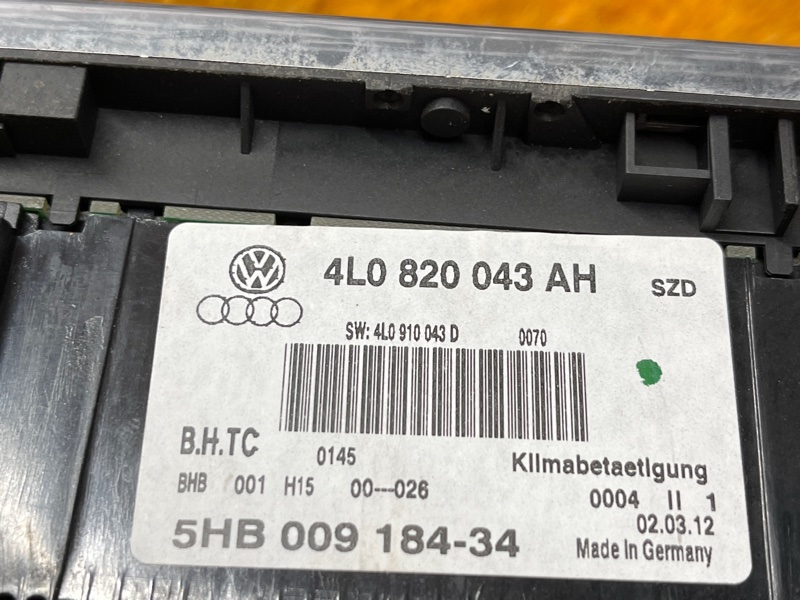 4L0 820 043 AH SZD
SW: 4L0 910 043 D 0070
B.H.TC 0145 Klimabetaetigung
BHB 001 H15 00---026 0004 II 1
02.03.12
5HB 009 184-34 Made In Germany